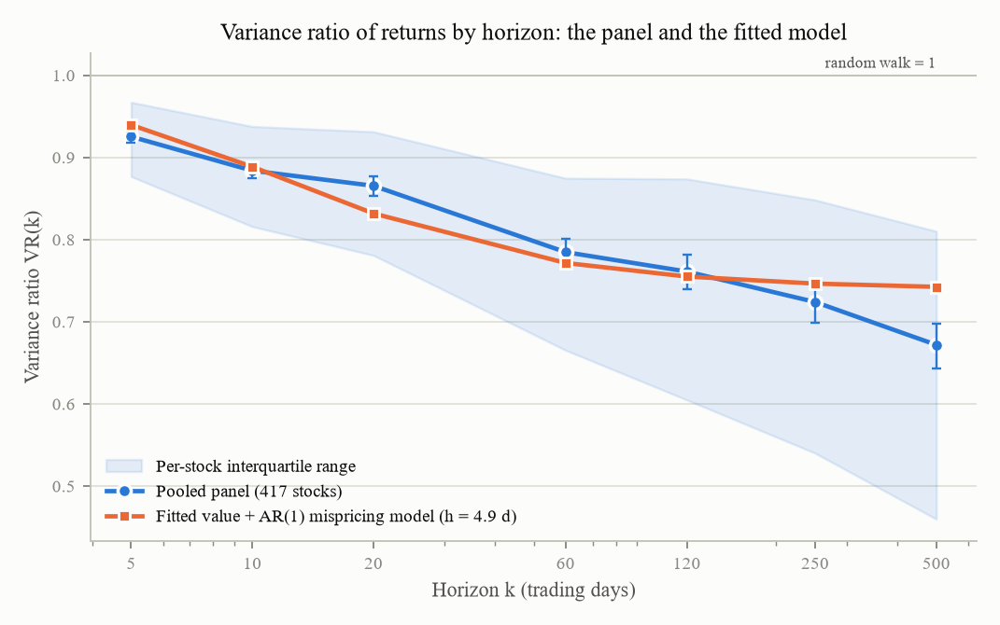 Variance ratio of returns by horizon: the panel and the fitted model
random walk = 1
Variance ratio VR(k)
1.0
0.9
0.8
0.7
0.6
0.5
Per-stock interquartile range
Pooled panel (417 stocks)
Fitted value + AR(1) mispricing model (h = 4.9 d)
5 10 20 60 120 250 500
Horizon k (trading days)